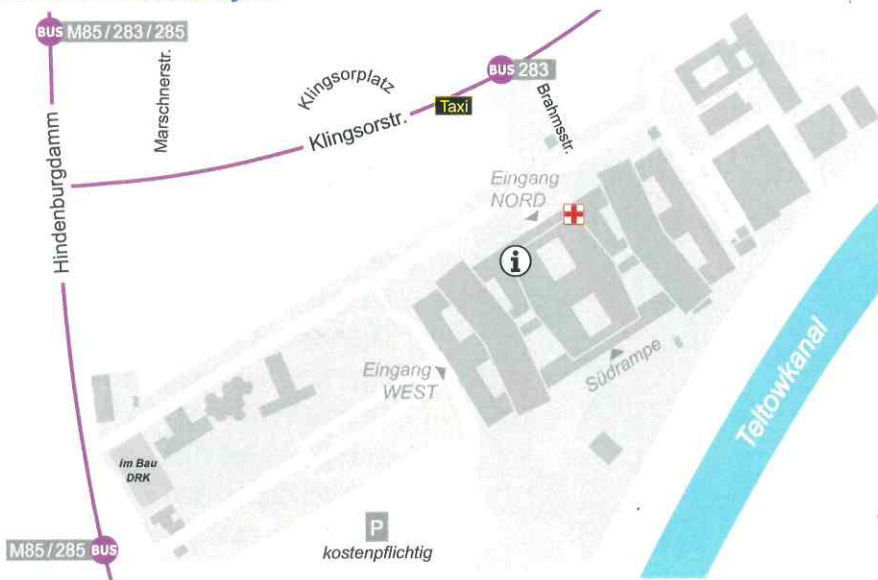 BUS M85/283/285
Marschnerstr.
Klingsorplatz
BUS 283
Taxi
Klingsorstr.
Brahmsstr.
Hindenburgdamm
Eingang
NORD
i
Eingang
WEST
Südrampe
Teltowkanal
im Bau
DRK
P
kostenpflichtig
M85/285 BUS